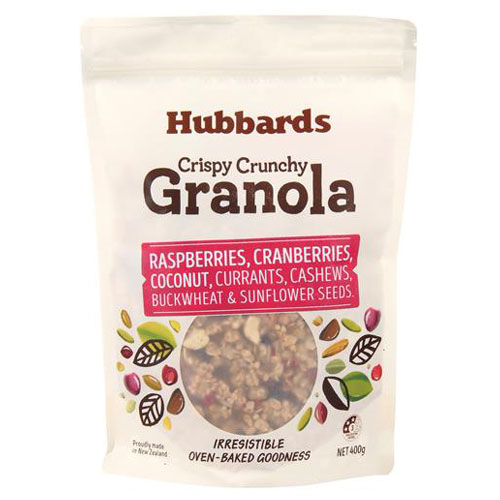 Hubbards
Crispy Crunchy
Granola
RASPBERRIES, CRANBERRIES,
COCONUT, CURRANTS, CASHEWS,
BUCKWHEAT & SUNFLOWER SEEDS.
Proudly made
in New Zealand
IRRESISTIBLE
OVEN-BAKED GOODNESS
NET 400g